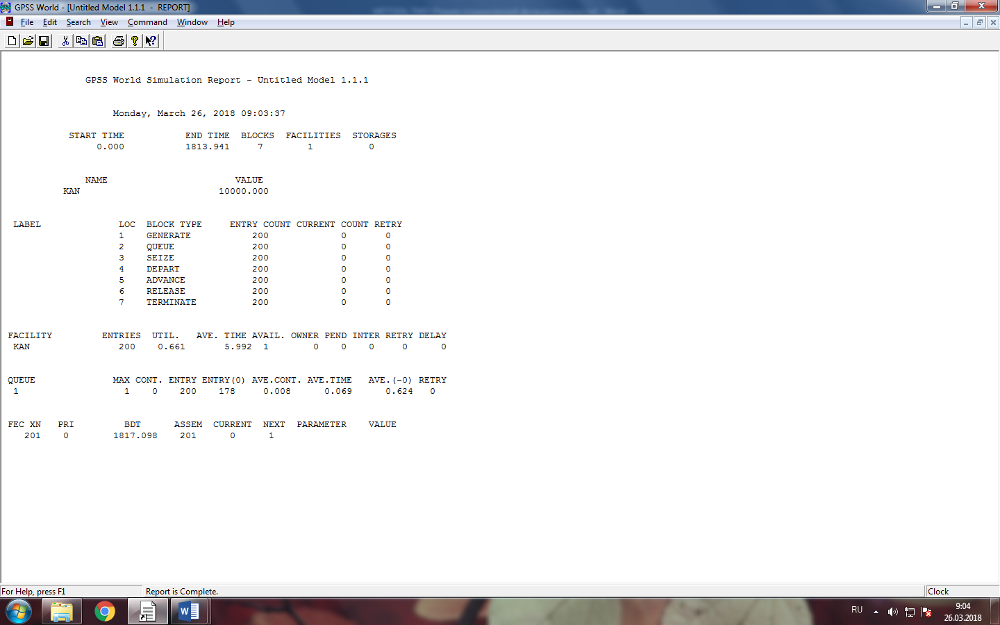 GPSS World - [Untitled Model 1.1.1 - REPORT]
File Edit Search View Command Window Help
GPSS World Simulation Report - Untitled Model 1.1.1
Monday, March 26, 2018 09:03:37
START TIME END TIME BLOCKS FACILITIES STORAGES
0.000 1813.941 7 1 0
NAME VALUE
KAN 10000.000
LABEL LOC BLOCK TYPE ENTRY COUNT CURRENT COUNT RETRY
1 GENERATE 200 0 0
2 QUEUE 200 0 0
3 SEIZE 200 0 0
4 DEPART 200 0 0
5 ADVANCE 200 0 0
6 RELEASE 200 0 0
7 TERMINATE 200 0 0
FACILITY ENTRIES UTIL. AVE. TIME AVAIL. OWNER PEND INTER RETRY DELAY
KAN 200 0.661 5.992 1 0 0 0 0 0
QUEUE MAX CONT. ENTRY ENTRY(0) AVE.CONT. AVE.TIME AVE.(-0) RETRY
1 1 0 200 178 0.008 0.069 0.624 0
FEC XN PRI BDT ASSEM CURRENT NEXT PARAMETER VALUE
201 0 1817.098 201 0 1
For Help, press F1 Report is Complete. Clock
RU 9:04
26.03.2018